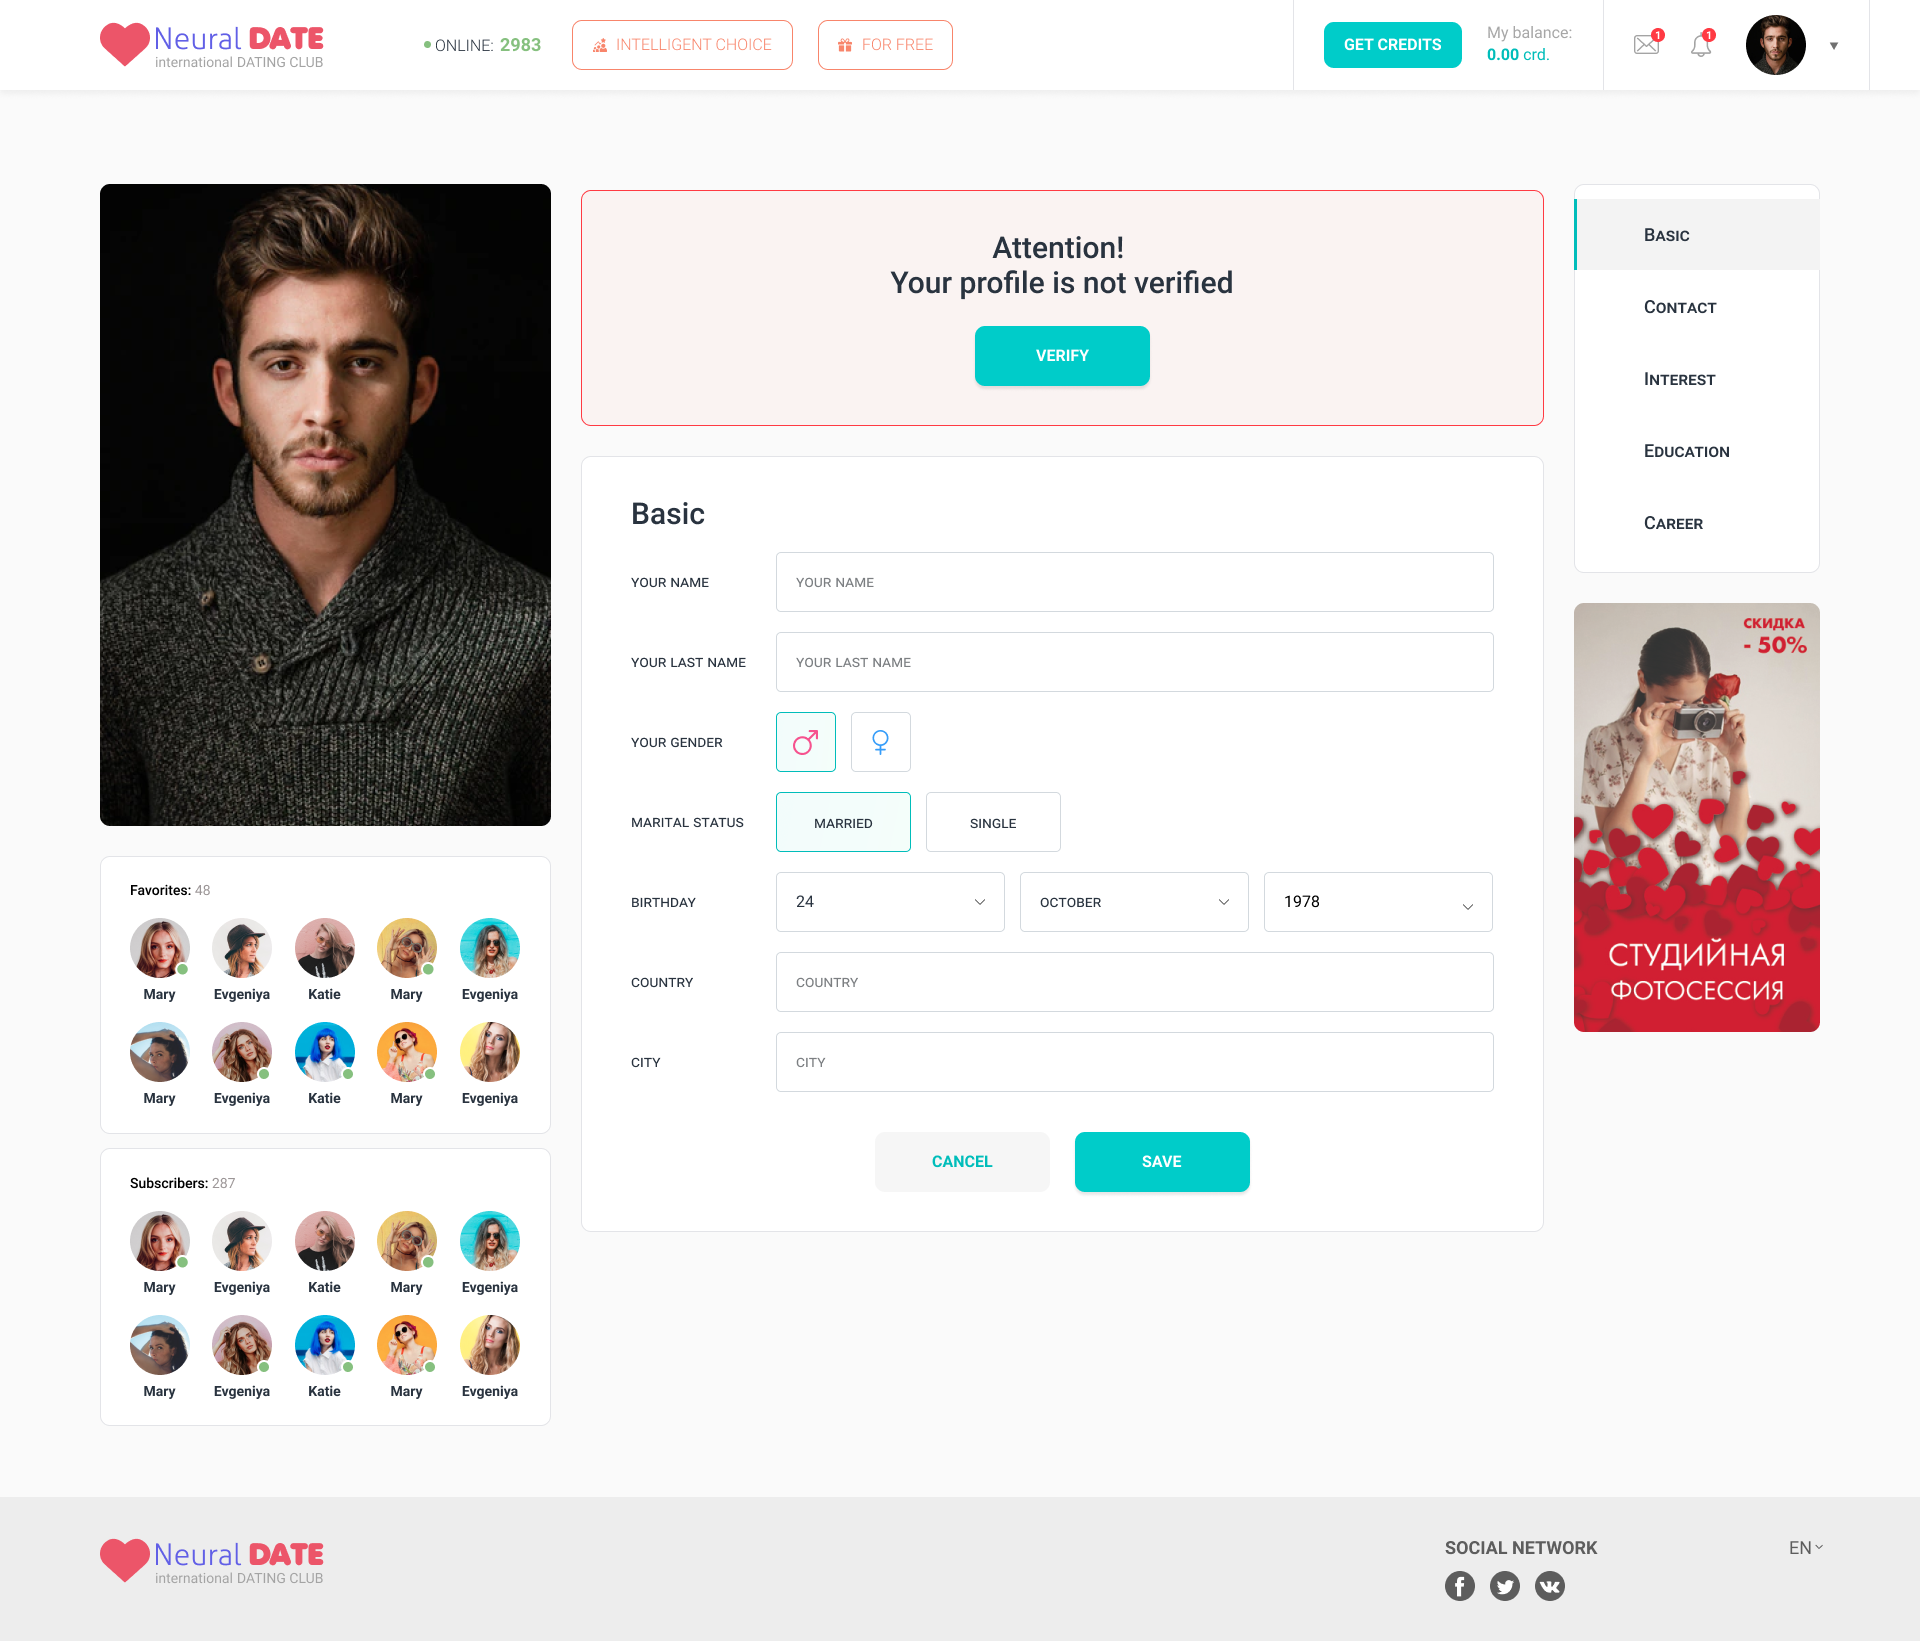 Neural DATE
international DATING CLUB
ONLINE: 2983
INTELLIGENT CHOICE
FOR FREE
GET CREDITS
My balance:
0.00 crd.
1
1
Attention!
Your profile is not verified
VERIFY
Basic
YOUR NAME
YOUR NAME
YOUR LAST NAME
YOUR LAST NAME
YOUR GENDER
MARITAL STATUS
MARRIED
SINGLE
BIRTHDAY
24
OCTOBER
1978
COUNTRY
COUNTRY
CITY
CITY
CANCEL
SAVE
BASIC
CONTACT
INTEREST
EDUCATION
CAREER
СКИДКА
- 50%
СТУДИЙНАЯ
ФОТОСЕССИЯ
Favorites: 48
Mary Evgeniya Katie Mary Evgeniya
Mary Evgeniya Katie Mary Evgeniya
Subscribers: 287
Mary Evgeniya Katie Mary Evgeniya
Mary Evgeniya Katie Mary Evgeniya
Neural DATE
international DATING CLUB
SOCIAL NETWORK
EN